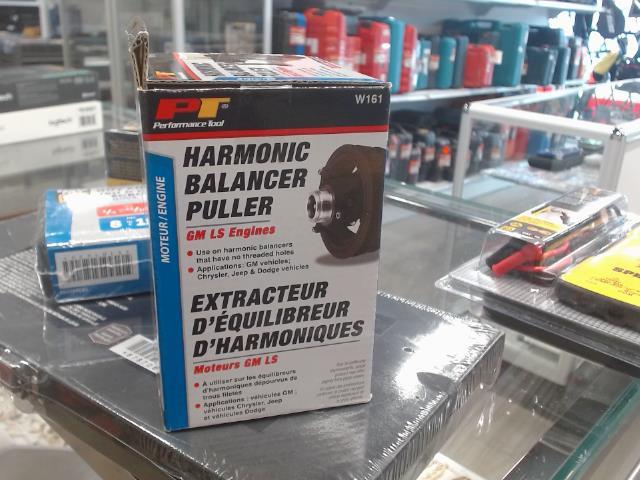 PT®
Performance Tool
W161
MOTEUR / ENGINE
HARMONIC
BALANCER
PULLER
GM LS Engines
• Use on harmonic balancers
that have no threaded holes
• Applications: GM vehicles;
Chrysler, Jeep & Dodge vehicles
EXTRACTEUR
D'ÉQUILIBREUR
D'HARMONIQUES
Moteurs GM LS
• À utiliser sur les équilibreurs
d'harmoniques dépourvus de
trous filetés
• Applications : véhicules GM ;
véhicules Chrysler, Jeep
et véhicules Dodge
logitech